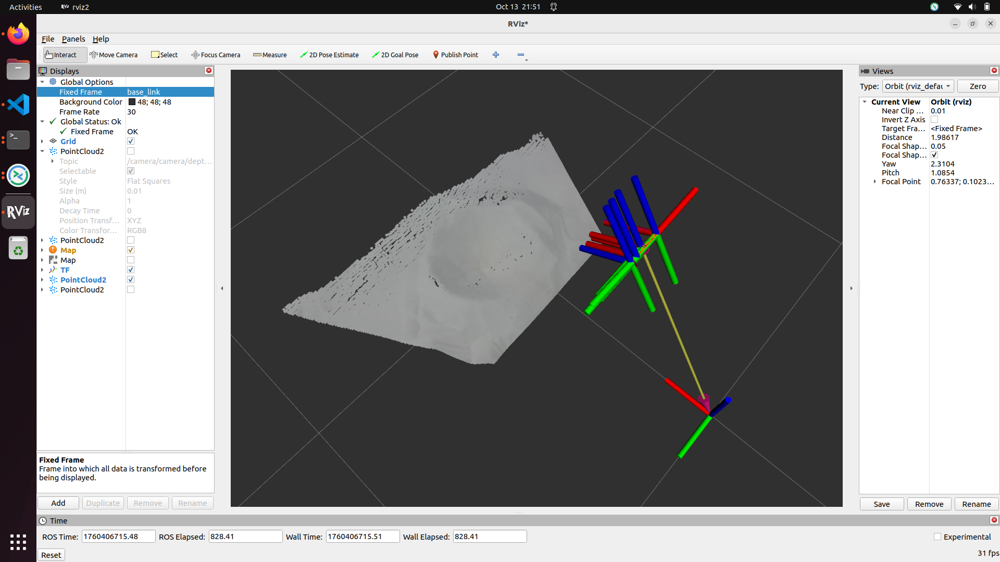 Activities
RViz
rviz2
Oct 13 21:51
RViz*
File Panels Help
Interact
Move Camera
Select
Focus Camera
Measure
2D Pose Estimate
2D Goal Pose
Publish Point
Displays
Global Options
Fixed Frame base_link
Background Color 48; 48; 48
Frame Rate 30
Global Status: Ok
Fixed Frame OK
Grid
PointCloud2
Topic /camera/camera/dept...
Selectable
Style Flat Squares
Size (m) 0.01
Alpha 1
Decay Time 0
Position Transf... XYZ
Color Transfor... RGB8
PointCloud2
Map
Map
TF
PointCloud2
PointCloud2
Fixed Frame
Frame into which all data is transformed before
being displayed.
Add Duplicate Remove Rename
Views
Type: Orbit (rviz_defau Zero
Current View Orbit (rviz)
Near Clip ... 0.01
Invert Z Axis
Target Fra... <Fixed Frame>
Distance 1.98617
Focal Shap... 0.05
Focal Shap...
Yaw 2.3104
Pitch 1.0854
Focal Point 0.76337; 0.1023...
Save Remove Rename
RViz
Time
ROS Time: 1760406715.48 ROS Elapsed: 828.41 Wall Time: 1760406715.51 Wall Elapsed: 828.41
Experimental
Reset
31 fps